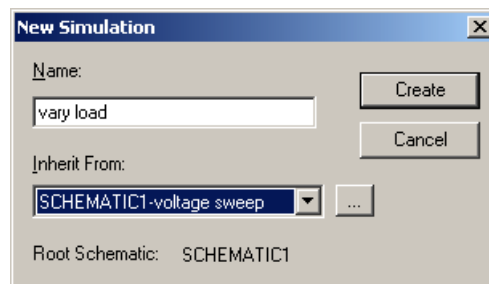 New Simulation
Name:
vary load
Create
Cancel
Inherit From:
SCHEMATIC1-voltage sweep
...
Root Schematic: SCHEMATIC1